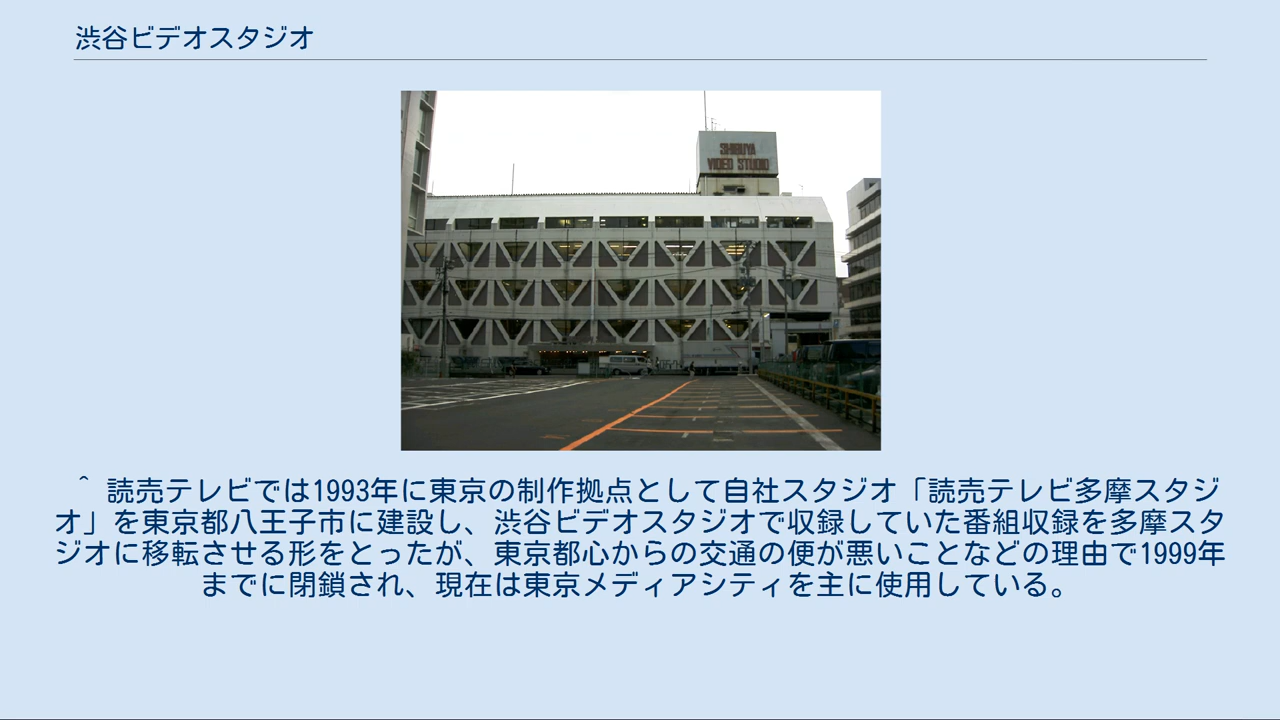 渋谷ビデオスタジオ
SHIBUYA
VIDEO STUDIO
^ 読売テレビでは1993年に東京の制作拠点として自社スタジオ「読売テレビ多摩スタジ
オ」を東京都八王子市に建設し、渋谷ビデオスタジオで収録していた番組収録を多摩スタ
ジオに移転させる形をとったが、東京都心からの交通の便が悪いことなどの理由で1999年
までに閉鎖され、現在は東京メディアシティを主に使用している。